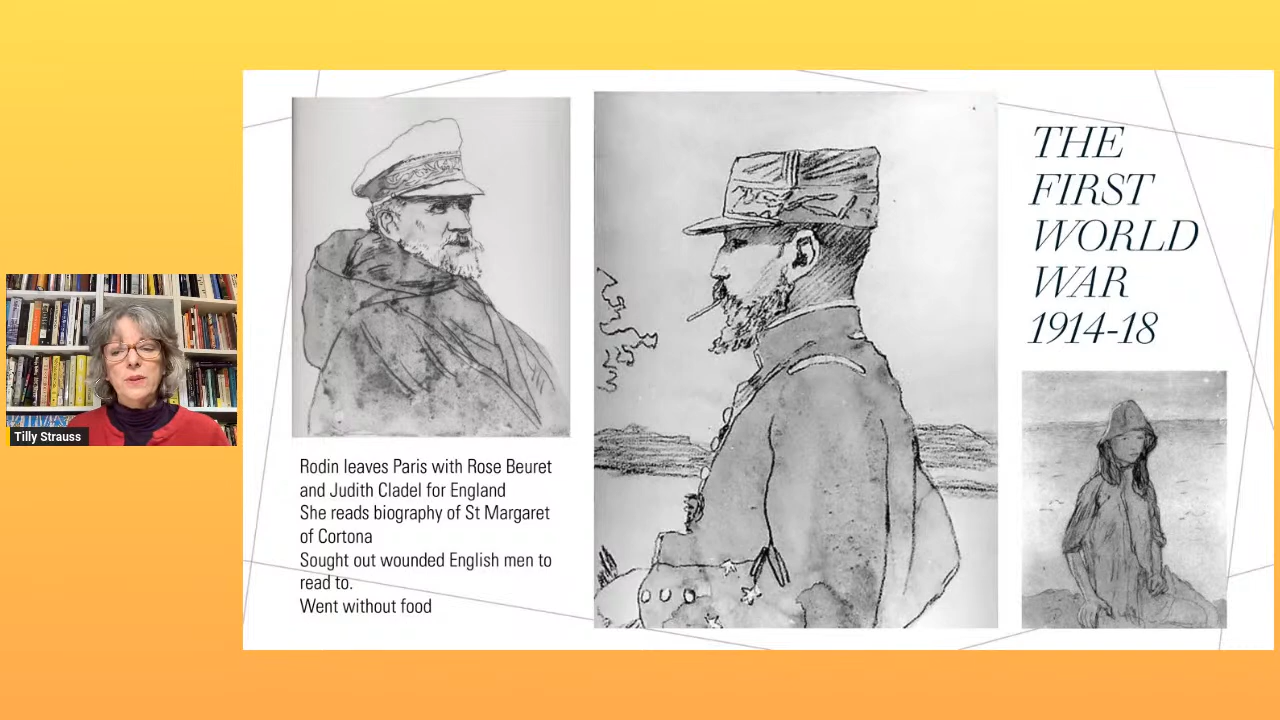 Tilly Strauss
Rodin leaves Paris with Rose Beuret
and Judith Cladel for England
She reads biography of St Margaret
of Cortona
Sought out wounded English men to
read to.
Went without food
THE
FIRST
WORLD
WAR
1914-18